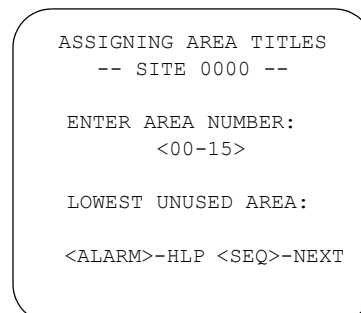 ASSIGNING AREA TITLES
-- SITE 0000 --
ENTER AREA NUMBER:
<00-15>
LOWEST UNUSED AREA:
<ALARM>-HLP <SEQ>-NEXT